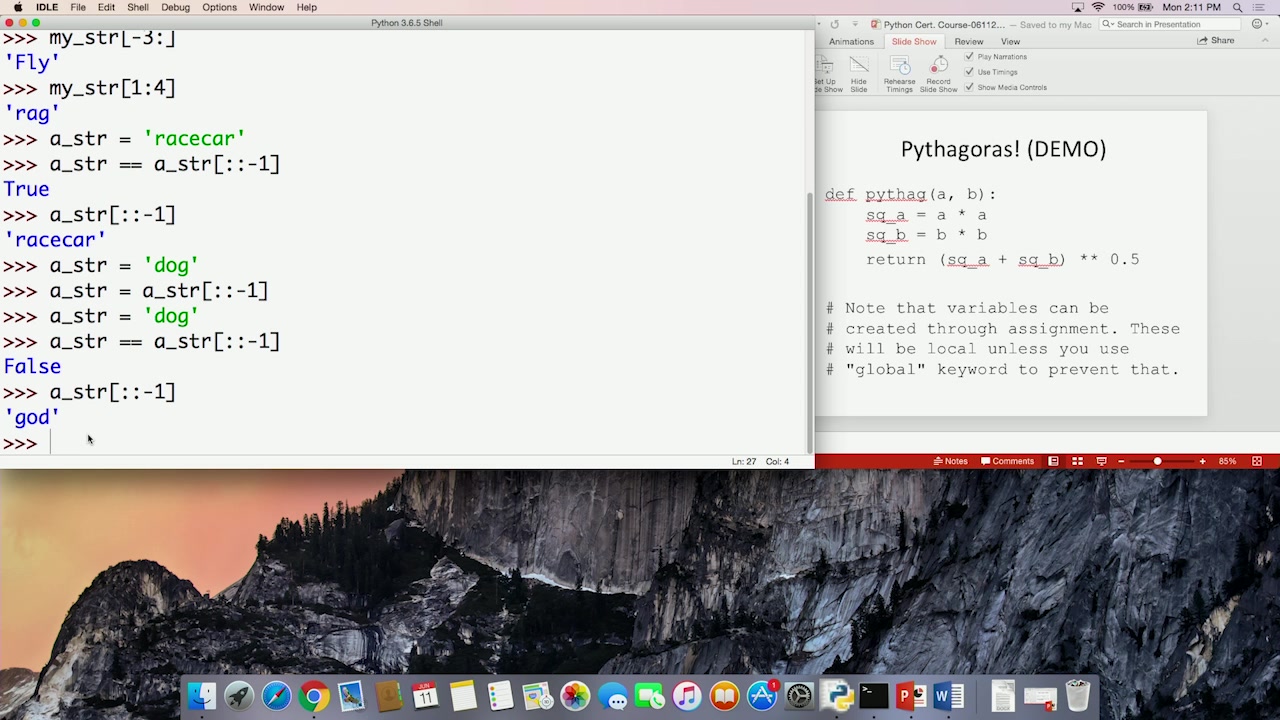 IDLE File Edit Shell Debug Options Window Help
100% Mon 2:11 PM
Python 3.6.5 Shell
>>> my_str[-3:]
'Fly'
>>> my_str[1:4]
'rag'
>>> a_str = 'racecar'
>>> a_str == a_str[::-1]
True
>>> a_str[::-1]
'racecar'
>>> a_str = 'dog'
>>> a_str = a_str[::-1]
>>> a_str = 'dog'
>>> a_str == a_str[::-1]
False
>>> a_str[::-1]
'god'
>>>
Ln: 27 Col: 4
Python Cert. Course-06112... — Saved to my Mac
Search in Presentation
Animations Slide Show Review View
Share
Hide Slide
Rehearse Timings
Record Slide Show
Play Narrations
Use Timings
Show Media Controls
Pythagoras! (DEMO)
def pythag(a, b):
sq_a = a * a
sq_b = b * b
return (sq_a + sq_b) ** 0.5
# Note that variables can be
# created through assignment. These
# will be local unless you use
# "global" keyword to prevent that.
Notes Comments 85%
JUN
11
1